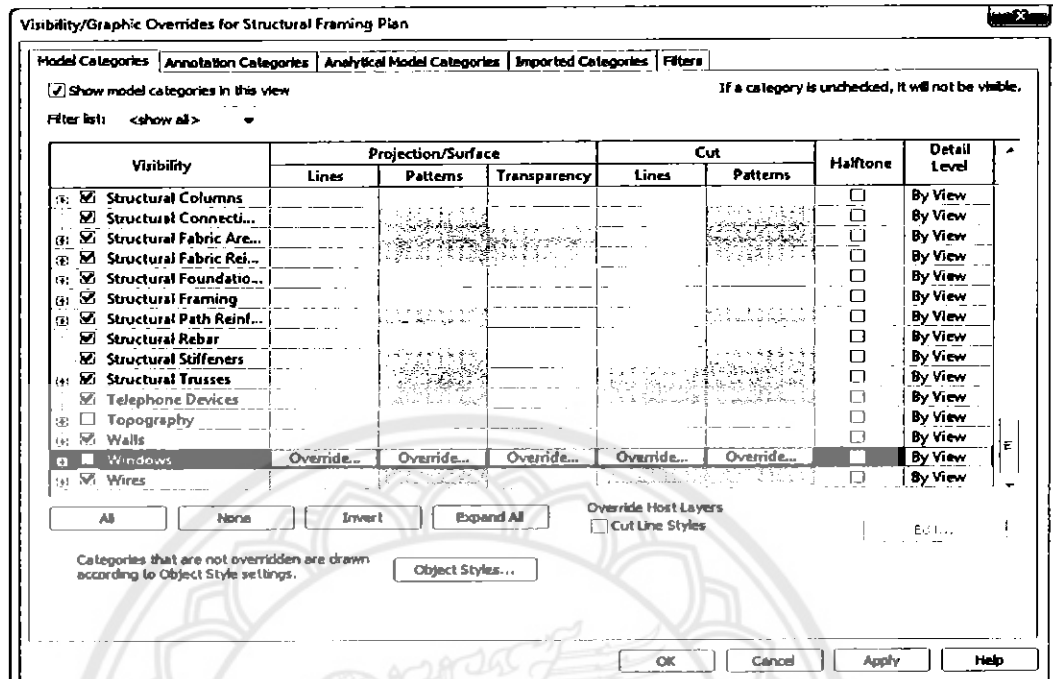 Visibility/Graphic Overrides for Structural Framing Plan
X
Model Categories Annotation Categories Analytical Model Categories Imported Categories Filters
Show model categories in this view If a category is unchecked, it will not be visible.
Filter list: <show all>
Visibility Projection/Surface Cut Halftone Detail Level
Lines Patterns Transparency Lines Patterns
Structural Columns By View
Structural Connecti... By View
Structural Fabric Are... By View
Structural Fabric Rei... By View
Structural Foundatio... By View
Structural Framing By View
Structural Path Reinf... By View
Structural Rebar By View
Structural Stiffeners By View
Structural Trusses By View
Telephone Devices By View
Topography By View
Walls By View
Windows Override... Override... Override... Override... Override... By View
Wires By View
All None Invert Expand All Override Host Layers
Cut Line Styles Edit...
Categories that are not overridden are drawn
according to Object Style settings. Object Styles...
OK Cancel Apply Help